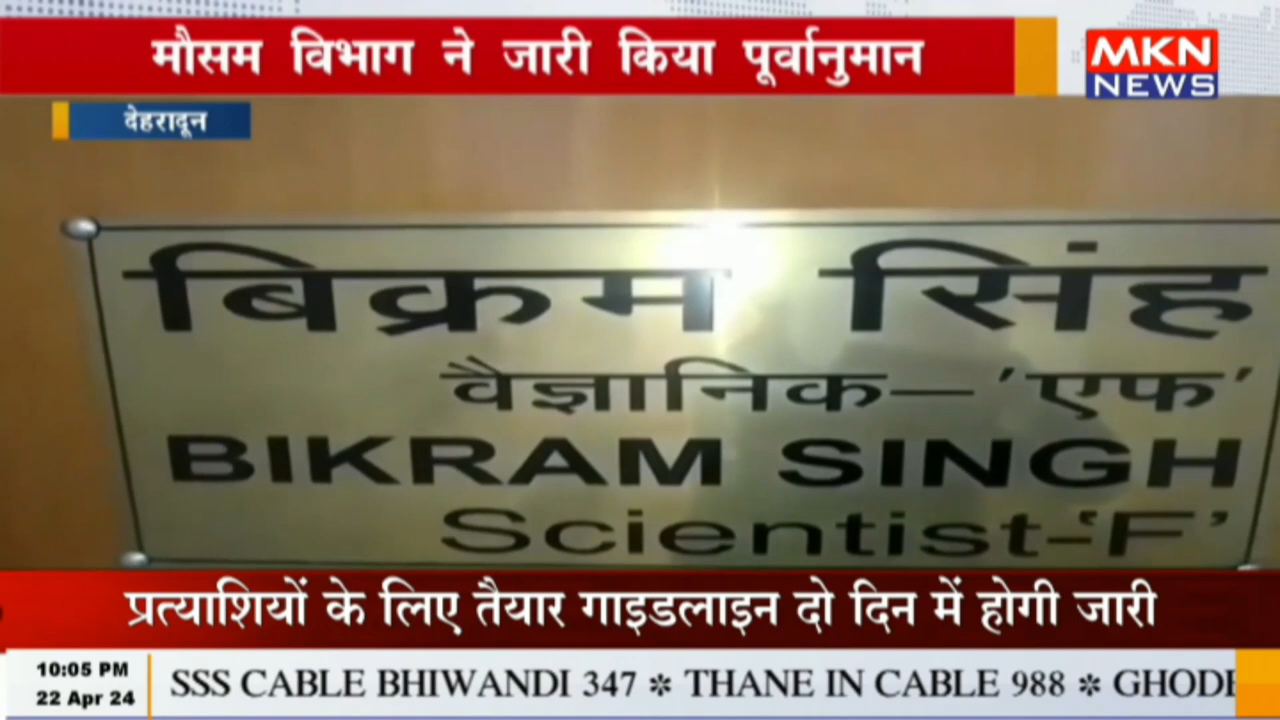 मौसम विभाग ने जारी किया पूर्वानुमान
MKN
NEWS
देहरादून
बिक्रम सिंह
वैज्ञानिक–'एफ'
BIKRAM SINGH
Scientist-'F'
प्रत्याशियों के लिए तैयार गाइडलाइन दो दिन में होगी जारी
10:05 PM
22 Apr 24
SSS CABLE BHIWANDI 347 ❇ THANE IN CABLE 988 ❇